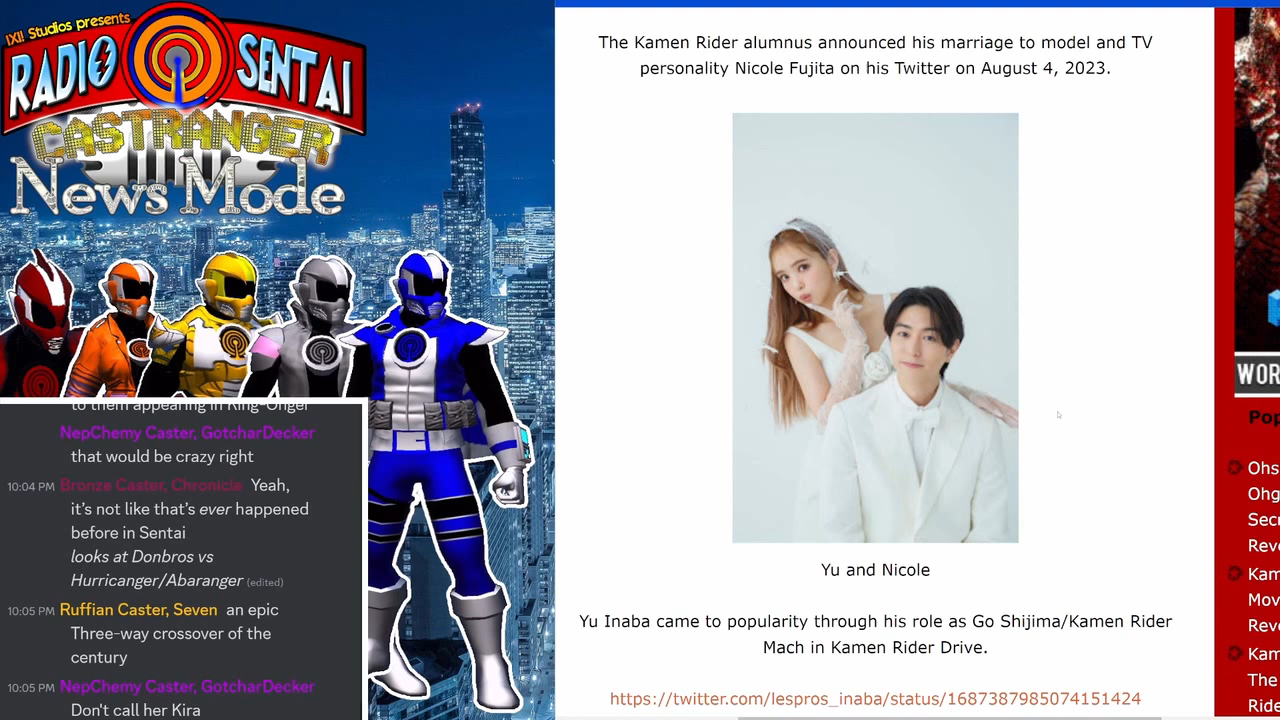 IXII Studios presents
RADIO SENTAI
CASTRANGER
News Mode
to them appearing in King-Ohger
NepChemy Caster, GotcharDecker
that would be crazy right
10:04 PM Bronze Caster, Chronicle Yeah,
it's not like that's ever happened
before in Sentai
looks at Donbros vs
Hurricanger/Abaranger (edited)
10:05 PM Ruffian Caster, Seven an epic
Three-way crossover of the
century
10:05 PM NepChemy Caster, GotcharDecker
Don't call her Kira
The Kamen Rider alumnus announced his marriage to model and TV
personality Nicole Fujita on his Twitter on August 4, 2023.
Yu and Nicole
Yu Inaba came to popularity through his role as Go Shijima/Kamen Rider
Mach in Kamen Rider Drive.
https://twitter.com/lespros_inaba/status/1687387985074151424
WOR
Pop
Ohs
Ohg
Secr
Reve
Kam
Mov
Reve
Kam
The
Ride